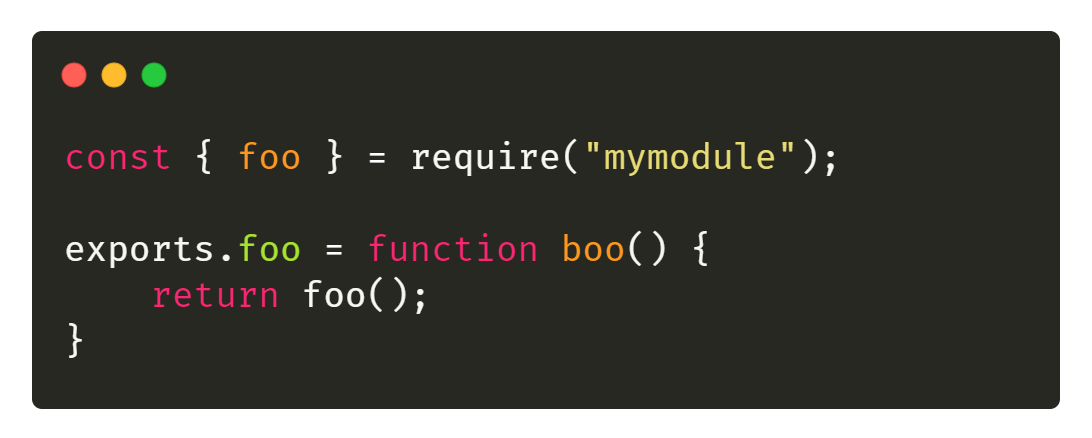 const { foo } = require("mymodule");
exports.foo = function boo() {
    return foo();
}